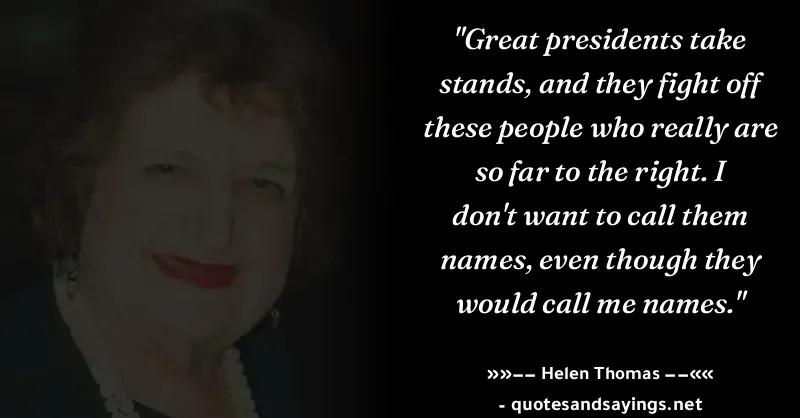 "Great presidents take
stands, and they fight off
these people who really are
so far to the right. I
don't want to call them
names, even though they
would call me names."
»»–– Helen Thomas ––««
- quotesandsayings.net